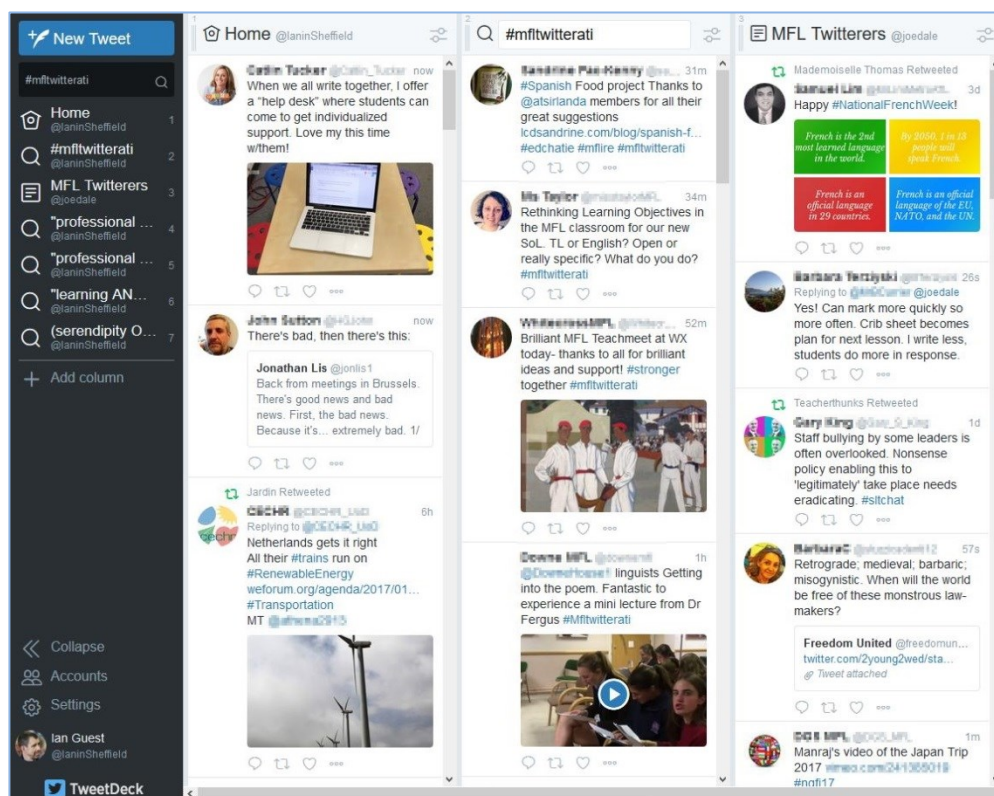 New Tweet
#mfltwitterati
Home
@IaninSheffield
1
#mfltwitterati
@IaninSheffield
2
MFL Twitterers
@joedale
3
"professional ...
@IaninSheffield
4
"professional ...
@IaninSheffield
5
"learning AN...
@IaninSheffield
6
(serendipity O...
@IaninSheffield
7
Add column
Collapse
Accounts
Settings
Ian Guest
@IaninSheffield
TweetDeck
1
Home @IaninSheffield
now
When we all write together, I offer
a "help desk" where students can
come to get individualized
support. Love my this time
w/them!
now
There's bad, then there's this:
Jonathan Lis @jonlis1
Back from meetings in Brussels.
There's good news and bad
news. First, the bad news.
Because it's… extremely bad. 1/
Jardin Retweeted
6h
Replying to
cechr
Netherlands gets it right
All their #trains run on
#RenewableEnergy
weforum.org/agenda/2017/01...
#Transportation
MT
2
#mfltwitterati
31m
#Spanish Food project Thanks to
@atsirlanda members for all their
great suggestions
lcdsandrine.com/blog/spanish-f...
#edchatie #mflire #mfltwitterati
34m
Rethinking Learning Objectives in
the MFL classroom for our new
SoL. TL or English? Open or
really specific? What do you do?
#mfltwitterati
52m
Brilliant MFL Teachmeet at WX
today- thanks to all for brilliant
ideas and support! #stronger
together #mfltwitterati
1h
linguists Getting
into the poem. Fantastic to
experience a mini lecture from Dr
Fergus #Mfltwitterati
3
MFL Twitterers @joedale
Mademoiselle Thomas Retweeted
3d
Happy #NationalFrenchWeek!
French is the 2nd
most learned language
in the world.
By 2050, 1 in 13
people will
speak French.
French is an
official language
in 29 countries.
French is an official
language of the EU,
NATO, and the UN.
26s
Replying to @joedale
Yes! Can mark more quickly so
more often. Crib sheet becomes
plan for next lesson. I write less,
students do more in response.
Teacherthunks Retweeted
1d
Staff bullying by some leaders is
often overlooked. Nonsense
policy enabling this to
'legitimately' take place needs
eradicating. #sltchat
57s
Retrograde; medieval; barbaric;
misogynistic. When will the world
be free of these monstrous law-
makers?
Freedom United @freedomun...
twitter.com/2young2wed/sta...
Tweet attached
1m
Manraj's video of the Japan Trip
2017
#ngfl17